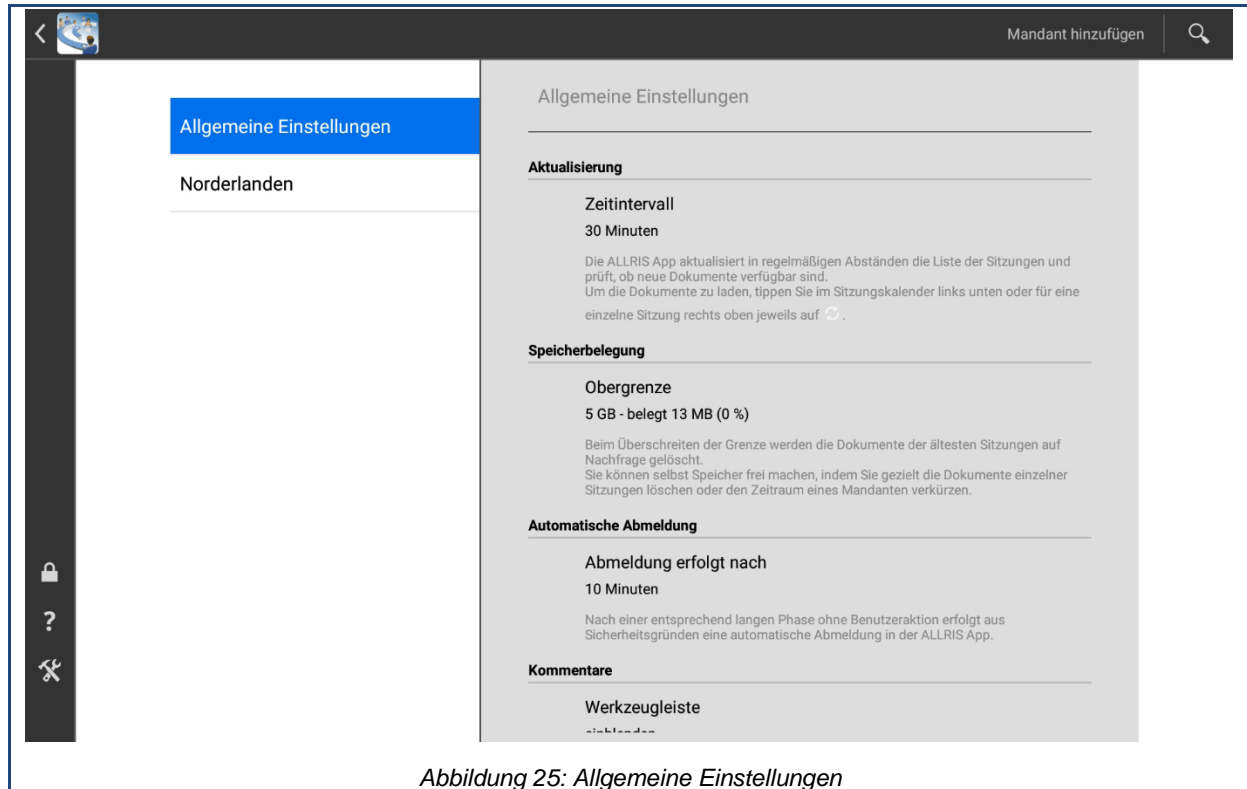 Mandant hinzufügen
Allgemeine Einstellungen
Norderlanden
Allgemeine Einstellungen
Aktualisierung
Zeitintervall
30 Minuten
Die ALLRIS App aktualisiert in regelmäßigen Abständen die Liste der Sitzungen und
prüft, ob neue Dokumente verfügbar sind.
Um die Dokumente zu laden, tippen Sie im Sitzungskalender links unten oder für eine
einzelne Sitzung rechts oben jeweils auf .
Speicherbelegung
Obergrenze
5 GB - belegt 13 MB (0 %)
Beim Überschreiten der Grenze werden die Dokumente der ältesten Sitzungen auf
Nachfrage gelöscht.
Sie können selbst Speicher frei machen, indem Sie gezielt die Dokumente einzelner
Sitzungen löschen oder den Zeitraum eines Mandanten verkürzen.
Automatische Abmeldung
Abmeldung erfolgt nach
10 Minuten
Nach einer entsprechend langen Phase ohne Benutzeraktion erfolgt aus
Sicherheitsgründen eine automatische Abmeldung in der ALLRIS App.
Kommentare
Werkzeugleiste
einblenden
?
Abbildung 25: Allgemeine Einstellungen